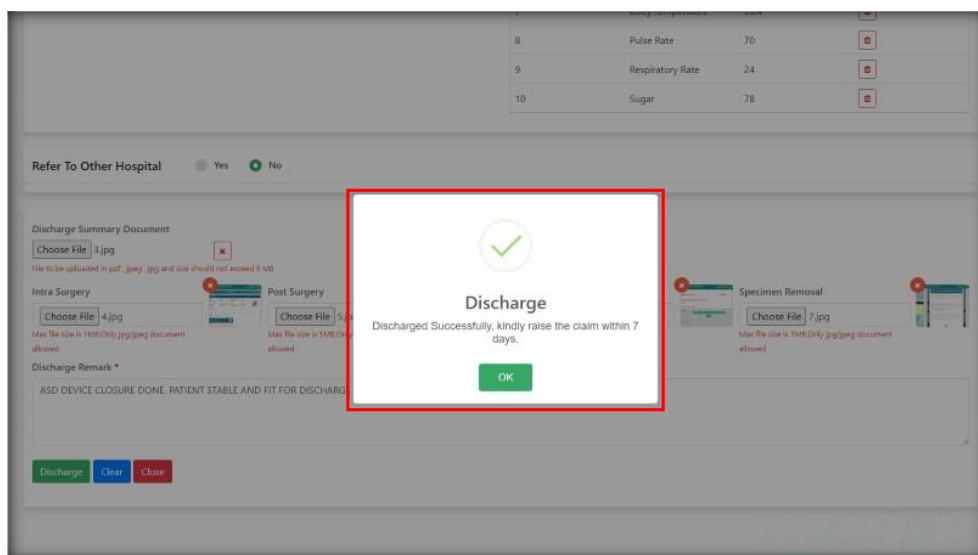 7 Body Temperature
8 Pulse Rate 70
9 Respiratory Rate 24
10 Sugar 78
Refer To Other Hospital Yes No
Discharge Summary Document
Choose File 3.jpg
File to be uploaded in pdf , jpeg , jpg and size should not exceed 5 MB
Intra Surgery
Choose File 4.jpg
Max file size is 1MB.Only jpg/jpeg document
allowed
Post Surgery
Choose File
Specimen Removal
Choose File 7.jpg
Max file size is 1MB.Only jpg/jpeg document
allowed
Discharge Remark *
ASD DEVICE CLOSURE DONE. PATIENT STABLE AND FIT FOR DISCHARGE
Discharge Clear Close
Discharge
Discharged Successfully, kindly raise the claim within 7
days.
OK